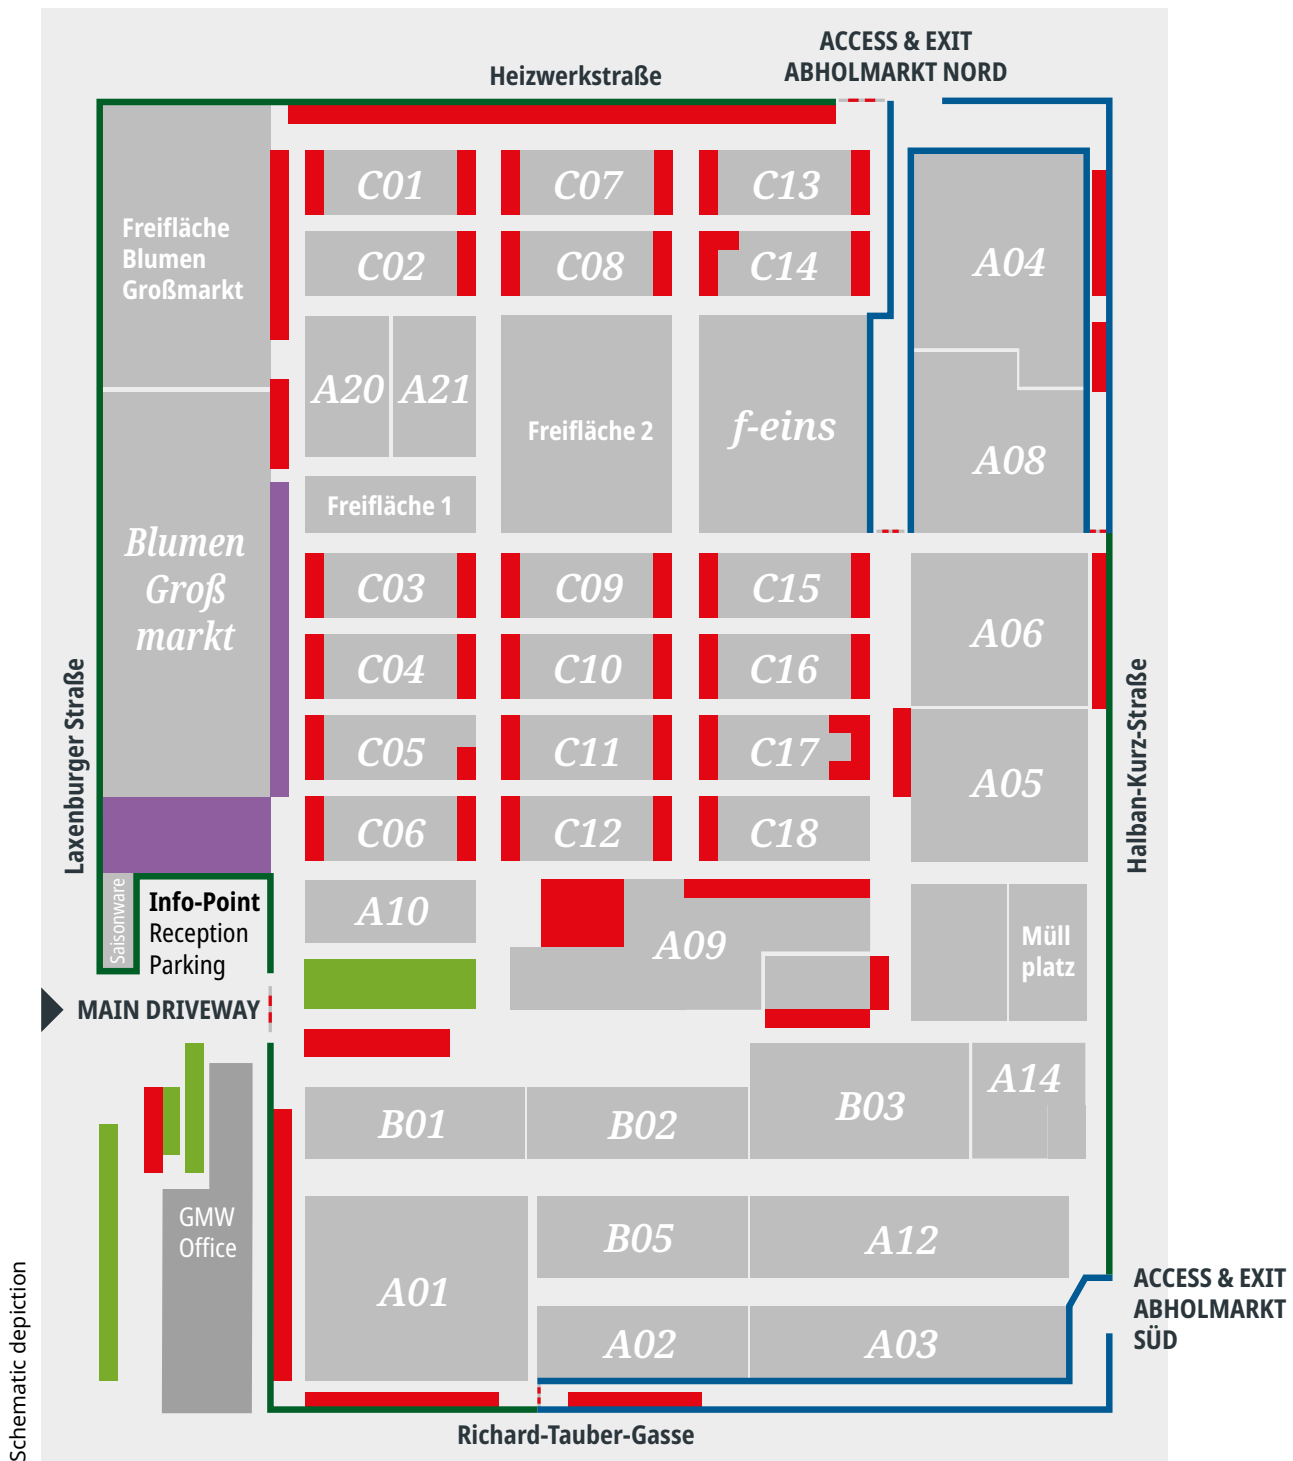 ACCESS & EXIT
ABHOLMARKT NORD
Heizwerkstraße
C01
C07
C13
Freifläche
Blumen
Großmarkt
C02
C08
C14
A04
A20
A21
Freifläche 2
f-eins
A08
Freifläche 1
Blumen
Groß
markt
C03
C09
C15
A06
C04
C10
C16
Laxenburger Straße
Halban-Kurz-Straße
C05
C11
C17
A05
C06
C12
C18
Saisonware
Info-Point
Reception
Parking
A10
A09
Müll
platz
MAIN DRIVEWAY
B01
B02
B03
A14
GMW
Office
B05
A12
A01
A02
A03
ACCESS & EXIT
ABHOLMARKT
SÜD
Schematic depiction
Richard-Tauber-Gasse